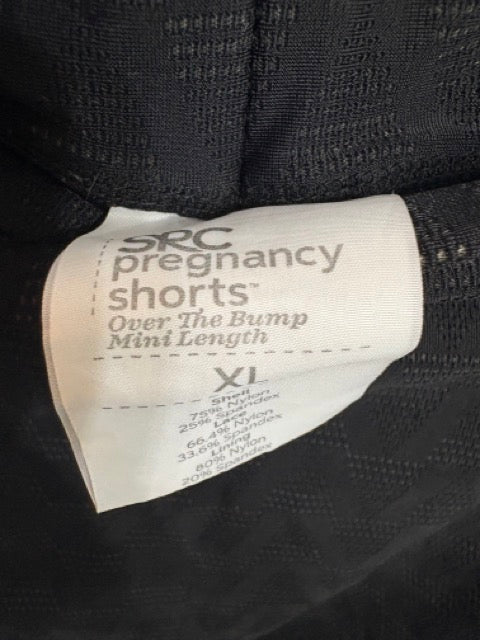 SRC
pregnancy
shorts™
Over The Bump
Mini Length
XL
Shell
75% Nylon
25% Spandex
Lace
66.4% Nylon
33.6% Spandex
Lining
80% Nylon
20% Spandex